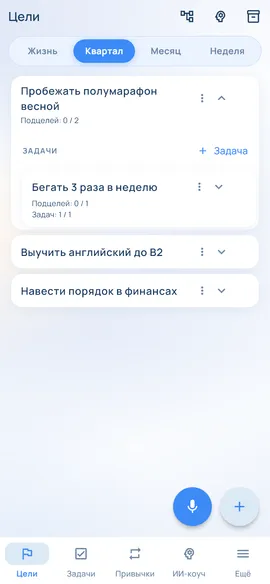 Цели
Жизнь
Квартал
Месяц
Неделя
Пробежать полумарафон
весной
Подцелей: 0 / 2
ЗАДАЧИ
+ Задача
Бегать 3 раза в неделю
Подцелей: 0 / 1
Задач: 1 / 1
Выучить английский до B2
Навести порядок в финансах
Цели
Задачи
Привычки
ИИ-коуч
Ещё